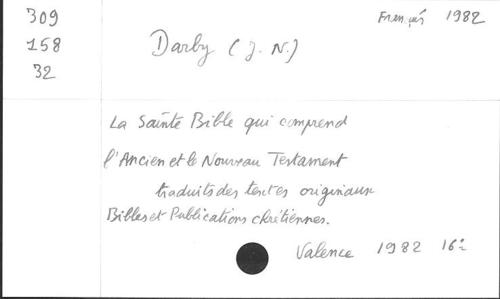 309
158
32
Français 1982
Darby (J. N.)
La Sainte Bible qui comprend
l'Ancien et le Nouveau Testament
traduits des textes originaux
Bibles et Publications chrétiennes.
Valence 1982 16°